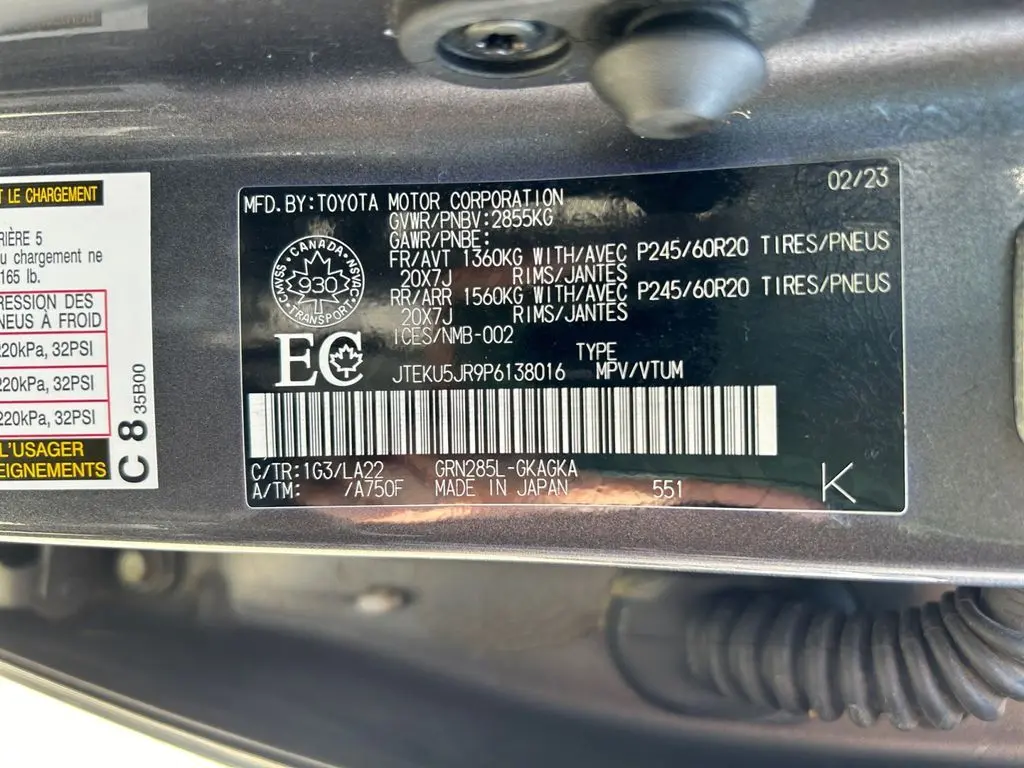 T LE CHARGEMENT
RIÈRE 5
u chargement ne
165 lb.
RESSION DES
NEUS À FROID
220kPa, 32PSI
220kPa, 32PSI
220kPa, 32PSI
L'USAGER
EIGNEMENTS
C 8 35B00
02/23
MFD.BY:TOYOTA MOTOR CORPORATION
GVWR/PNBV:2855KG
GAWR/PNBE:
FR/AVT 1360KG WITH/AVEC P245/60R20 TIRES/PNEUS
20X7J RIMS/JANTES
RR/ARR 1560KG WITH/AVEC P245/60R20 TIRES/PNEUS
20X7J RIMS/JANTES
ICES/NMB-002
CANADA
CMVSS NSVAC
930
TRANSPORT
EC
TYPE
JTEKU5JR9P6138016 MPV/VTUM
C/TR:1G3/LA22 GRN285L-GKAGKA
A/TM: /A750F MADE IN JAPAN 551
K